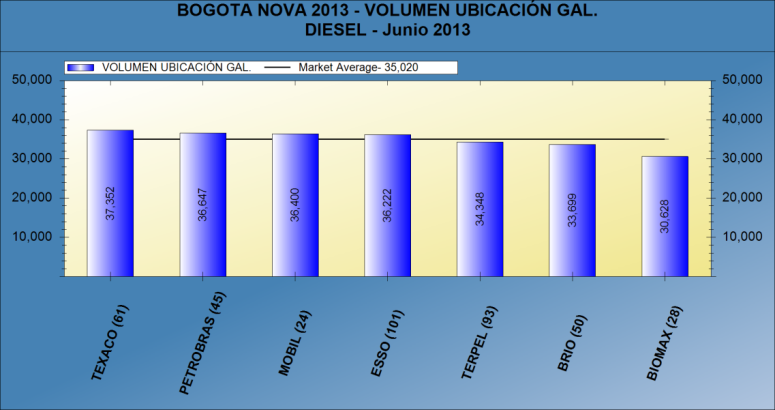 BOGOTA NOVA 2013 - VOLUMEN UBICACIÓN GAL.
DIESEL - Junio 2013
VOLUMEN UBICACIÓN GAL. Market Average- 35,020
50,000 50,000
40,000 40,000
30,000 30,000
20,000 20,000
10,000 10,000
37,352 36,647 36,400 36,222 34,348 33,699 30,628
TEXACO (61) PETROBRAS (45) MOBIL (24) ESSO (101) TERPEL (93) BRIO (50) BIOMAX (28)